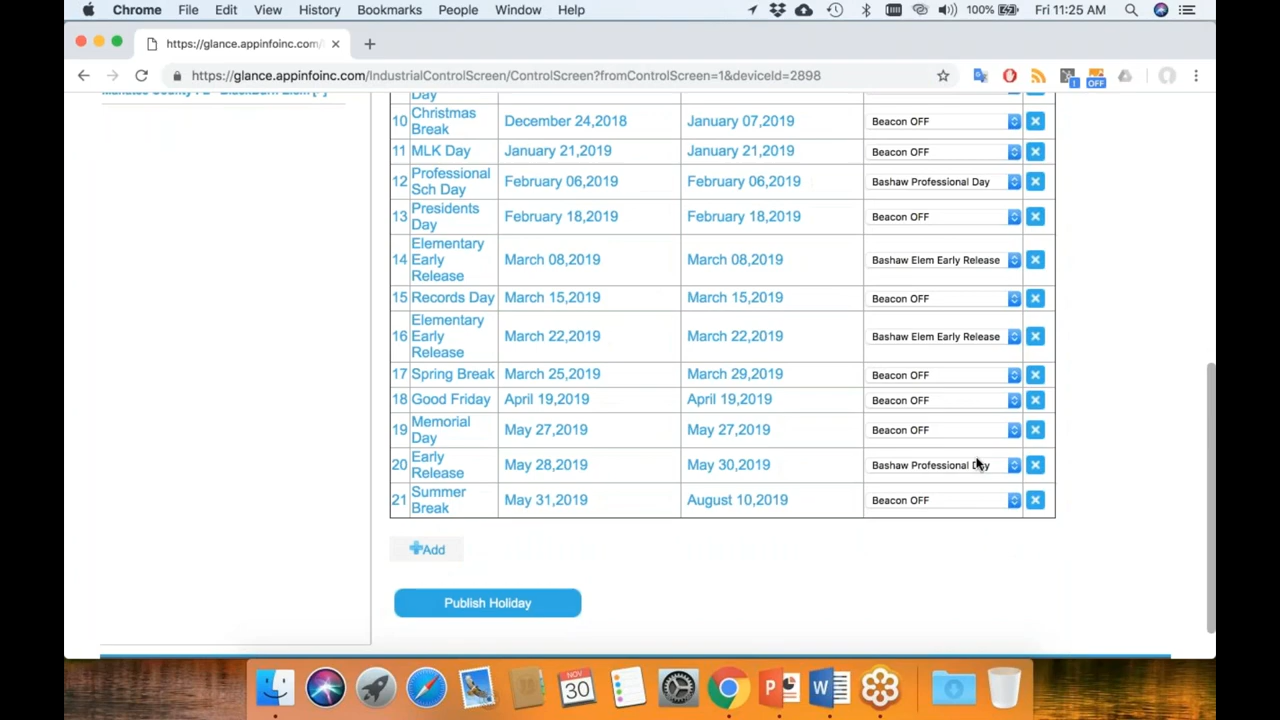 Chrome File Edit View History Bookmarks People Window Help 100% Fri 11:25 AM
https://glance.appinfoinc.com/
https://glance.appinfoinc.com/IndustrialControlScreen/ControlScreen?fromControlScreen=1&deviceId=2898
Day
10 Christmas Break December 24,2018 January 07,2019 Beacon OFF
11 MLK Day January 21,2019 January 21,2019 Beacon OFF
12 Professional Sch Day February 06,2019 February 06,2019 Bashaw Professional Day
13 Presidents Day February 18,2019 February 18,2019 Beacon OFF
14 Elementary Early Release March 08,2019 March 08,2019 Bashaw Elem Early Release
15 Records Day March 15,2019 March 15,2019 Beacon OFF
16 Elementary Early Release March 22,2019 March 22,2019 Bashaw Elem Early Release
17 Spring Break March 25,2019 March 29,2019 Beacon OFF
18 Good Friday April 19,2019 April 19,2019 Beacon OFF
19 Memorial Day May 27,2019 May 27,2019 Beacon OFF
20 Early Release May 28,2019 May 30,2019 Bashaw Professional Day
21 Summer Break May 31,2019 August 10,2019 Beacon OFF
Add
Publish Holiday
NOV
30